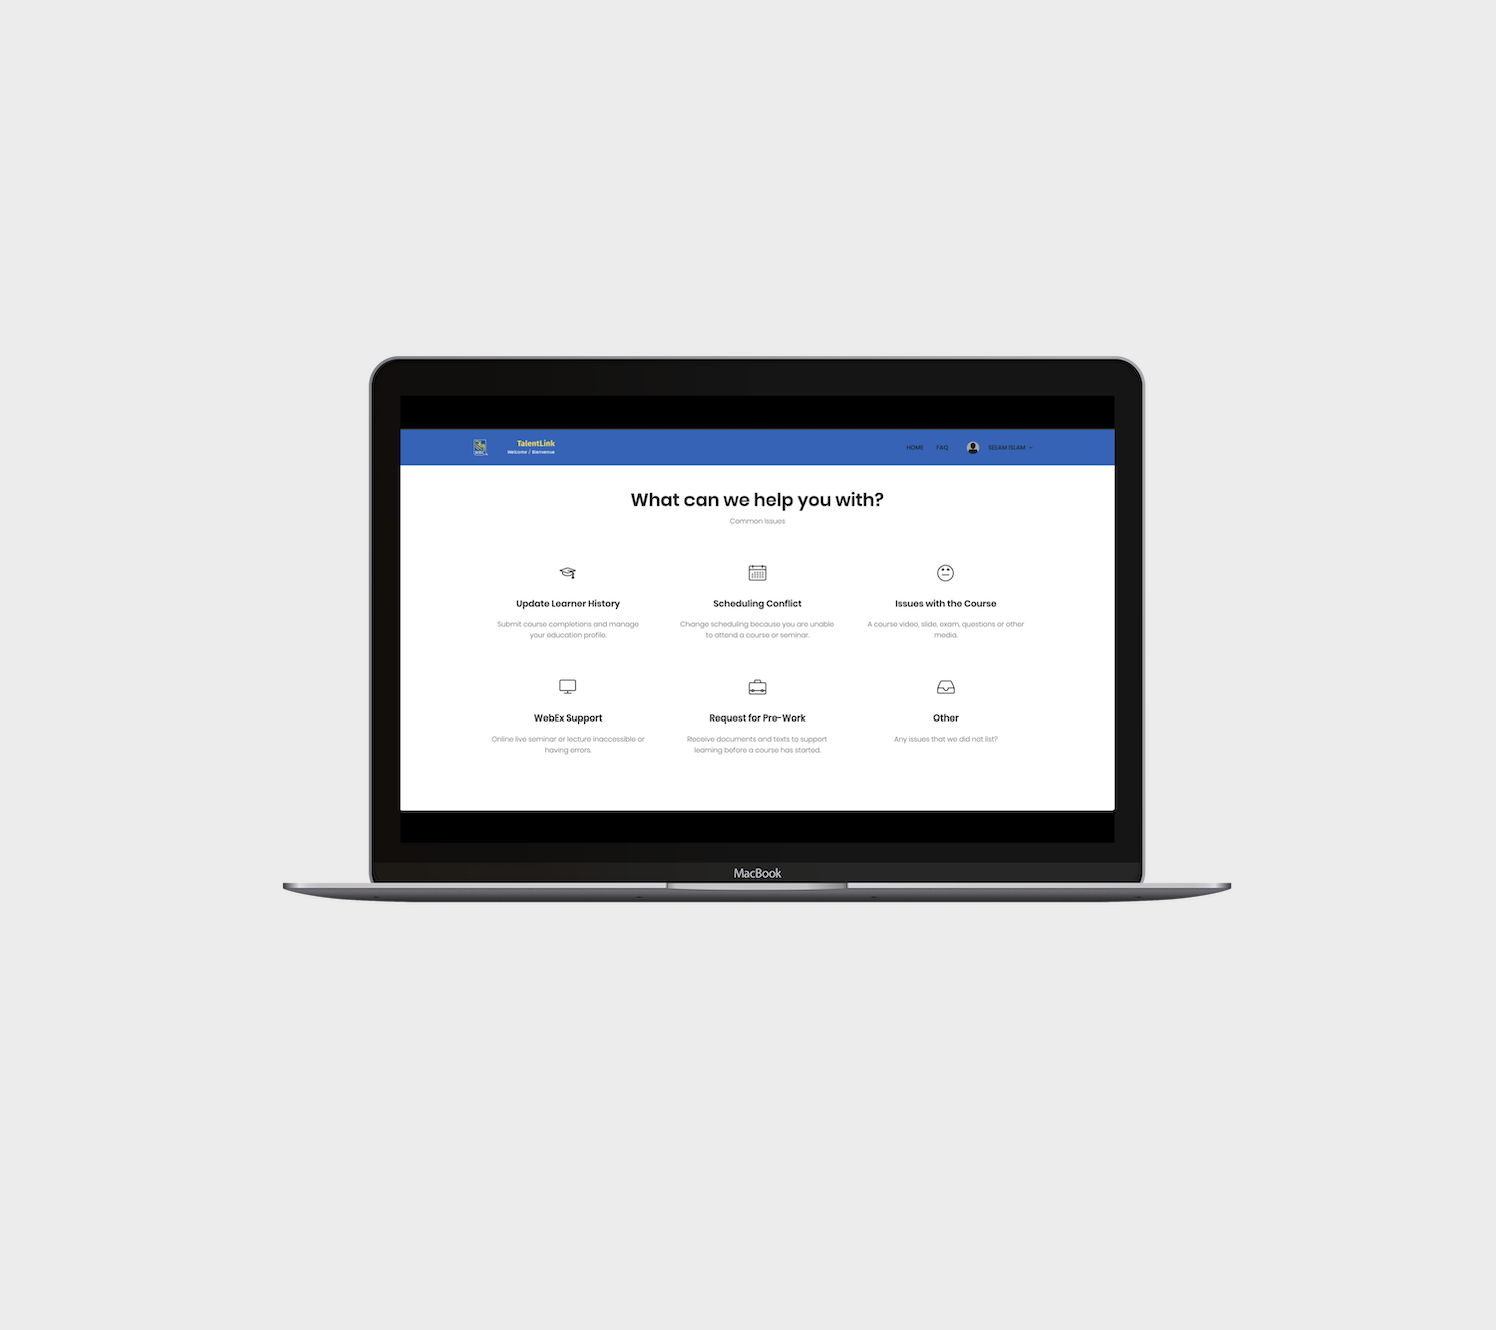 TalentLink
Welcome / Bienvenue
HOME FAQ SEEAM ISLAM
What can we help you with?
Common Issues
Update Learner History
Submit course completions and manage
your education profile.
Scheduling Conflict
Change scheduling because you are unable
to attend a course or seminar.
Issues with the Course
A course video, slide, exam, questions or other
media.
WebEx Support
Online live seminar or lecture inaccessible or
having errors.
Request for Pre-Work
Receive documents and texts to support
learning before a course has started.
Other
Any issues that we did not list?
MacBook